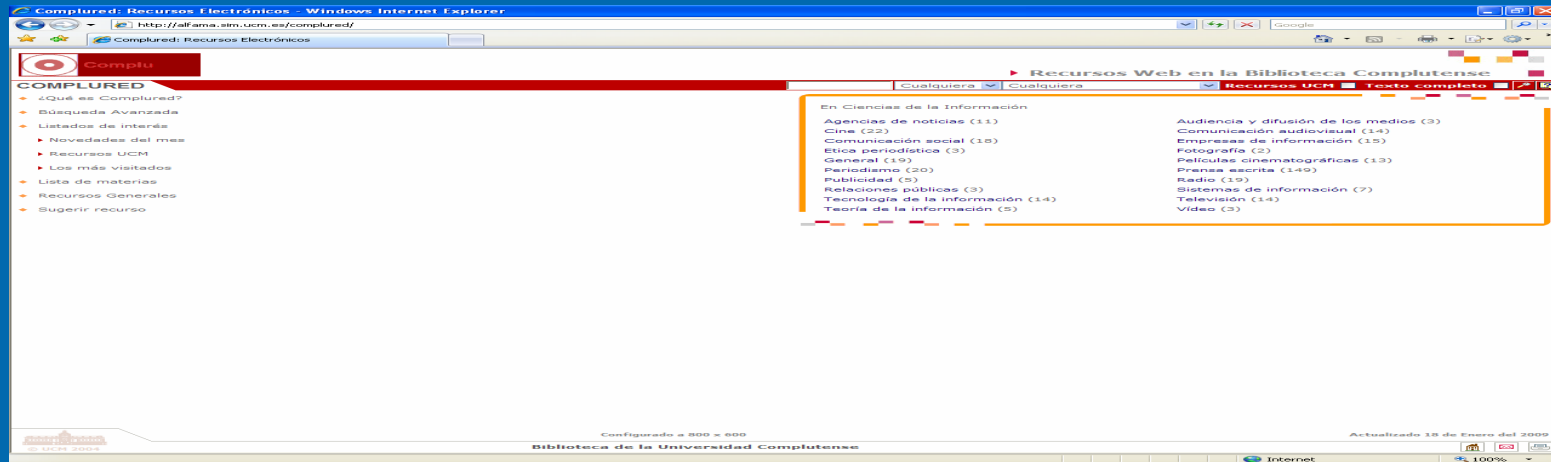 Complured: Recursos Electrónicos - Windows Internet Explorer
http://alfama.sim.ucm.es/complured/
Google
Complured: Recursos Electrónicos
Complu
Recursos Web en la Biblioteca Complutense
COMPLURED
Cualquiera Cualquiera Recursos UCM Texto completo
¿Qué es Complured?
Búsqueda Avanzada
Listados de interés
Novedades del mes
Recursos UCM
Los más visitados
Lista de materias
Recursos Generales
Sugerir recurso
En Ciencias de la Información
Agencias de noticias (11)
Cine (22)
Comunicación social (18)
Etica periodística (3)
General (19)
Periodismo (20)
Publicidad (5)
Relaciones públicas (3)
Tecnología de la información (14)
Teoría de la información (5)
Audiencia y difusión de los medios (3)
Comunicación audiovisual (14)
Empresas de información (15)
Fotografía (2)
Películas cinematográficas (13)
Prensa escrita (149)
Radio (19)
Sistemas de información (7)
Televisión (14)
Vídeo (3)
Configurado a 800 x 600
Actualizado 18 de Enero del 2009
© UCM 2004
Biblioteca de la Universidad Complutense
Internet
100%